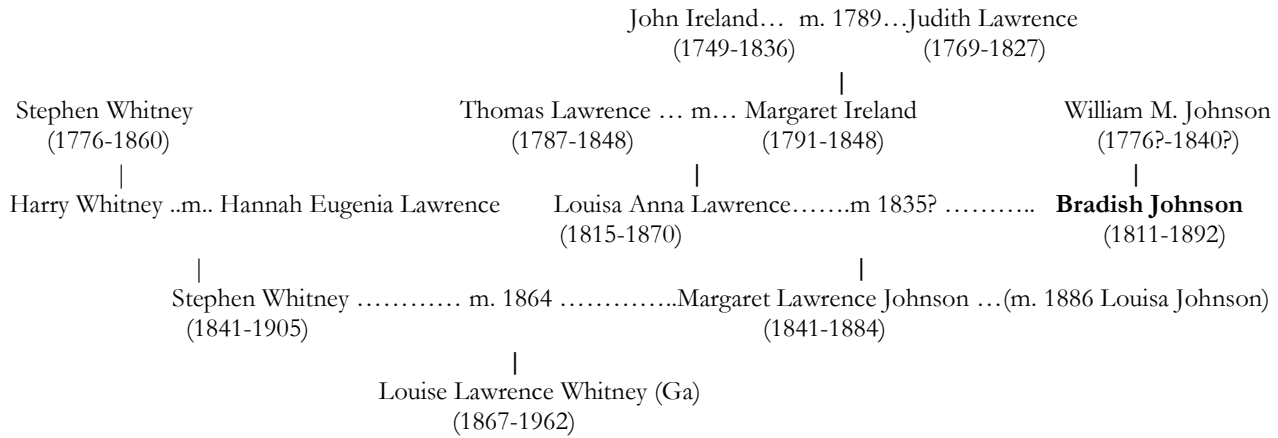 John Ireland… m. 1789…Judith Lawrence
(1749-1836) (1769-1827)
|
Stephen Whitney Thomas Lawrence … m… Margaret Ireland William M. Johnson
(1776-1860) (1787-1848) (1791-1848) (1776?-1840?)
| | |
Harry Whitney ..m.. Hannah Eugenia Lawrence Louisa Anna Lawrence…….m 1835? ……….. Bradish Johnson
(1815-1870) (1811-1892)
| |
Stephen Whitney ………… m. 1864 …………..Margaret Lawrence Johnson …(m. 1886 Louisa Johnson)
(1841-1905) (1841-1884)
|
Louise Lawrence Whitney (Ga)
(1867-1962)